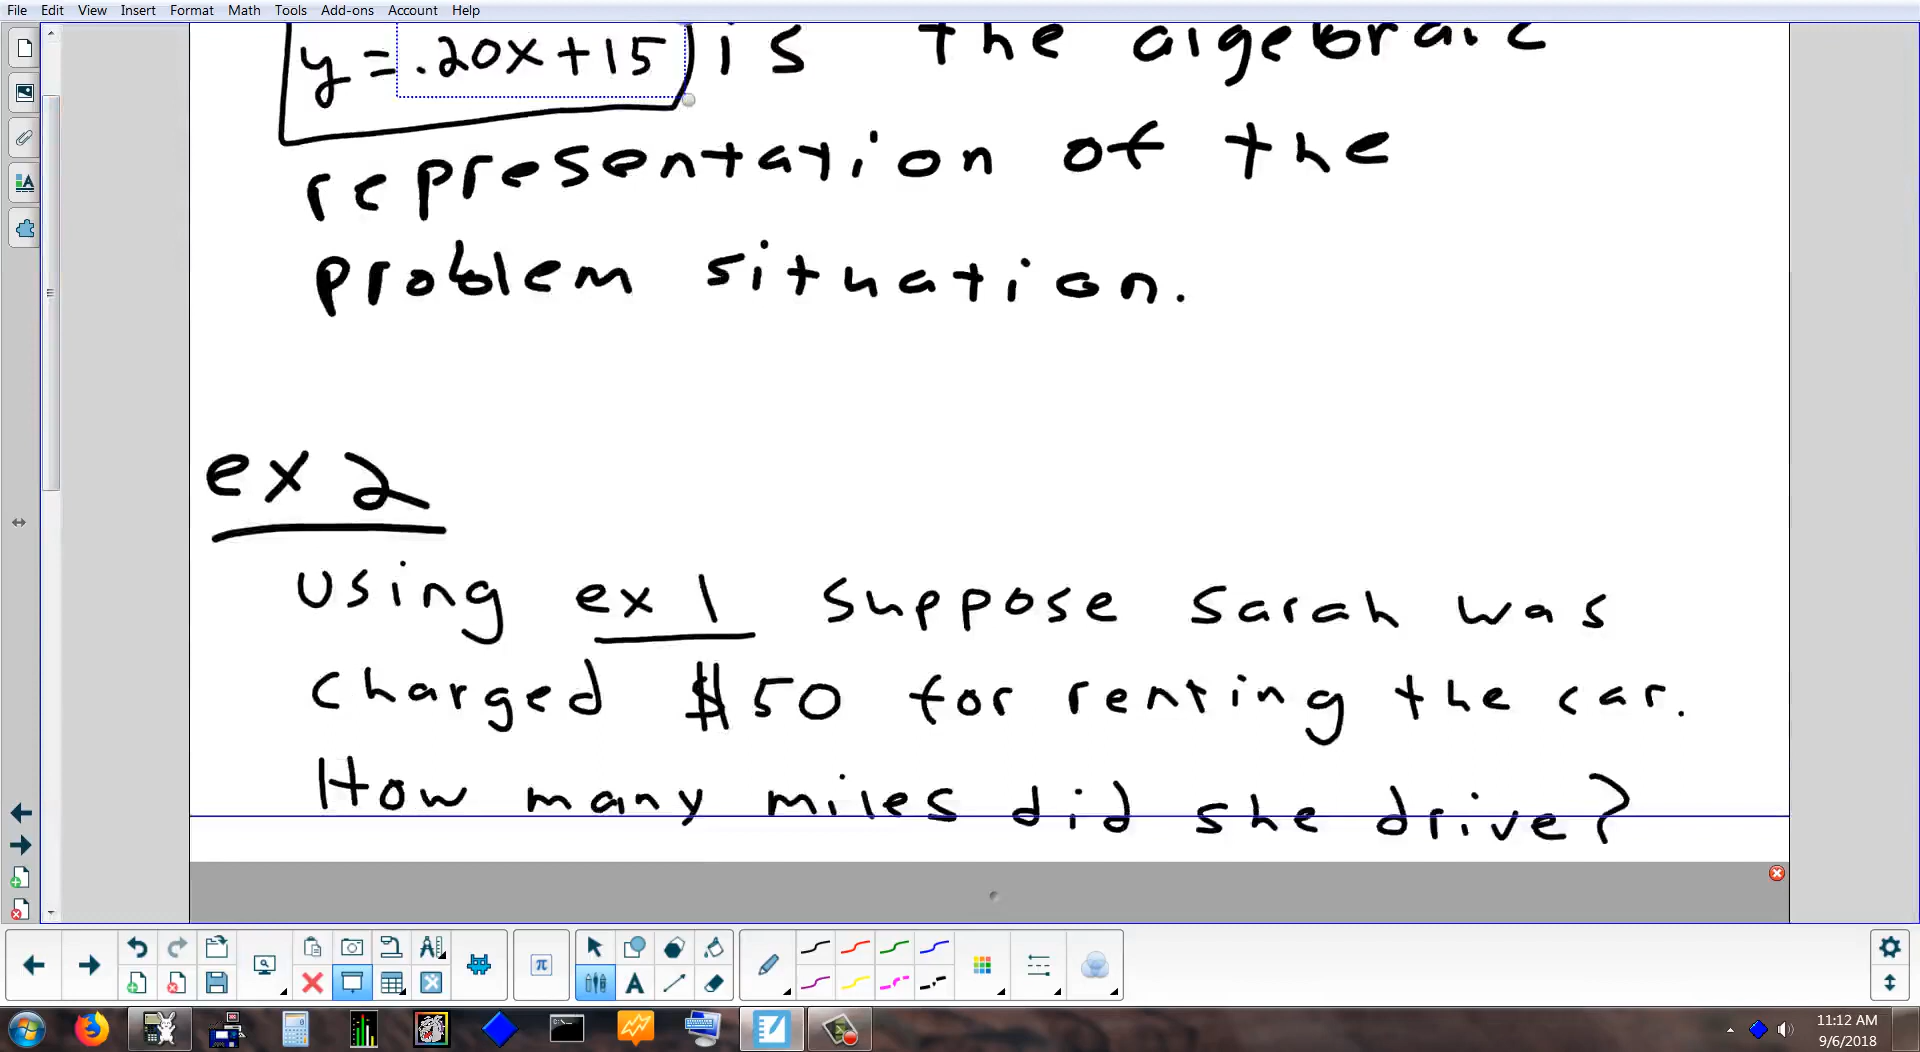 File Edit View Insert Format Math Tools Add-ons Account Help
y = .20x + 15 is the algebraic
representation of the
problem situation.
ex 2
Using ex 1 suppose Sarah was
charged $50 for renting the car.
How many miles did she drive?
π
A
11:12 AM
9/6/2018